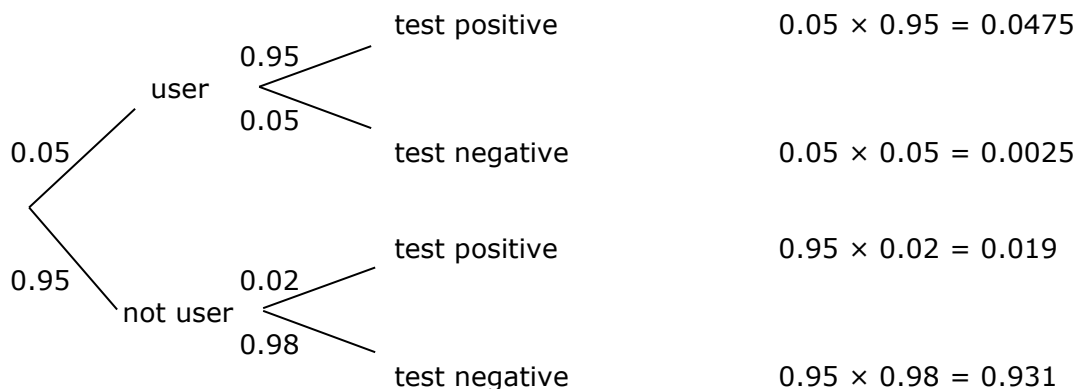 test positive 0.05 × 0.95 = 0.0475
0.95
user
0.05
0.05
test negative 0.05 × 0.05 = 0.0025
test positive 0.95 × 0.02 = 0.019
0.95
0.02
not user
0.98
test negative 0.95 × 0.98 = 0.931